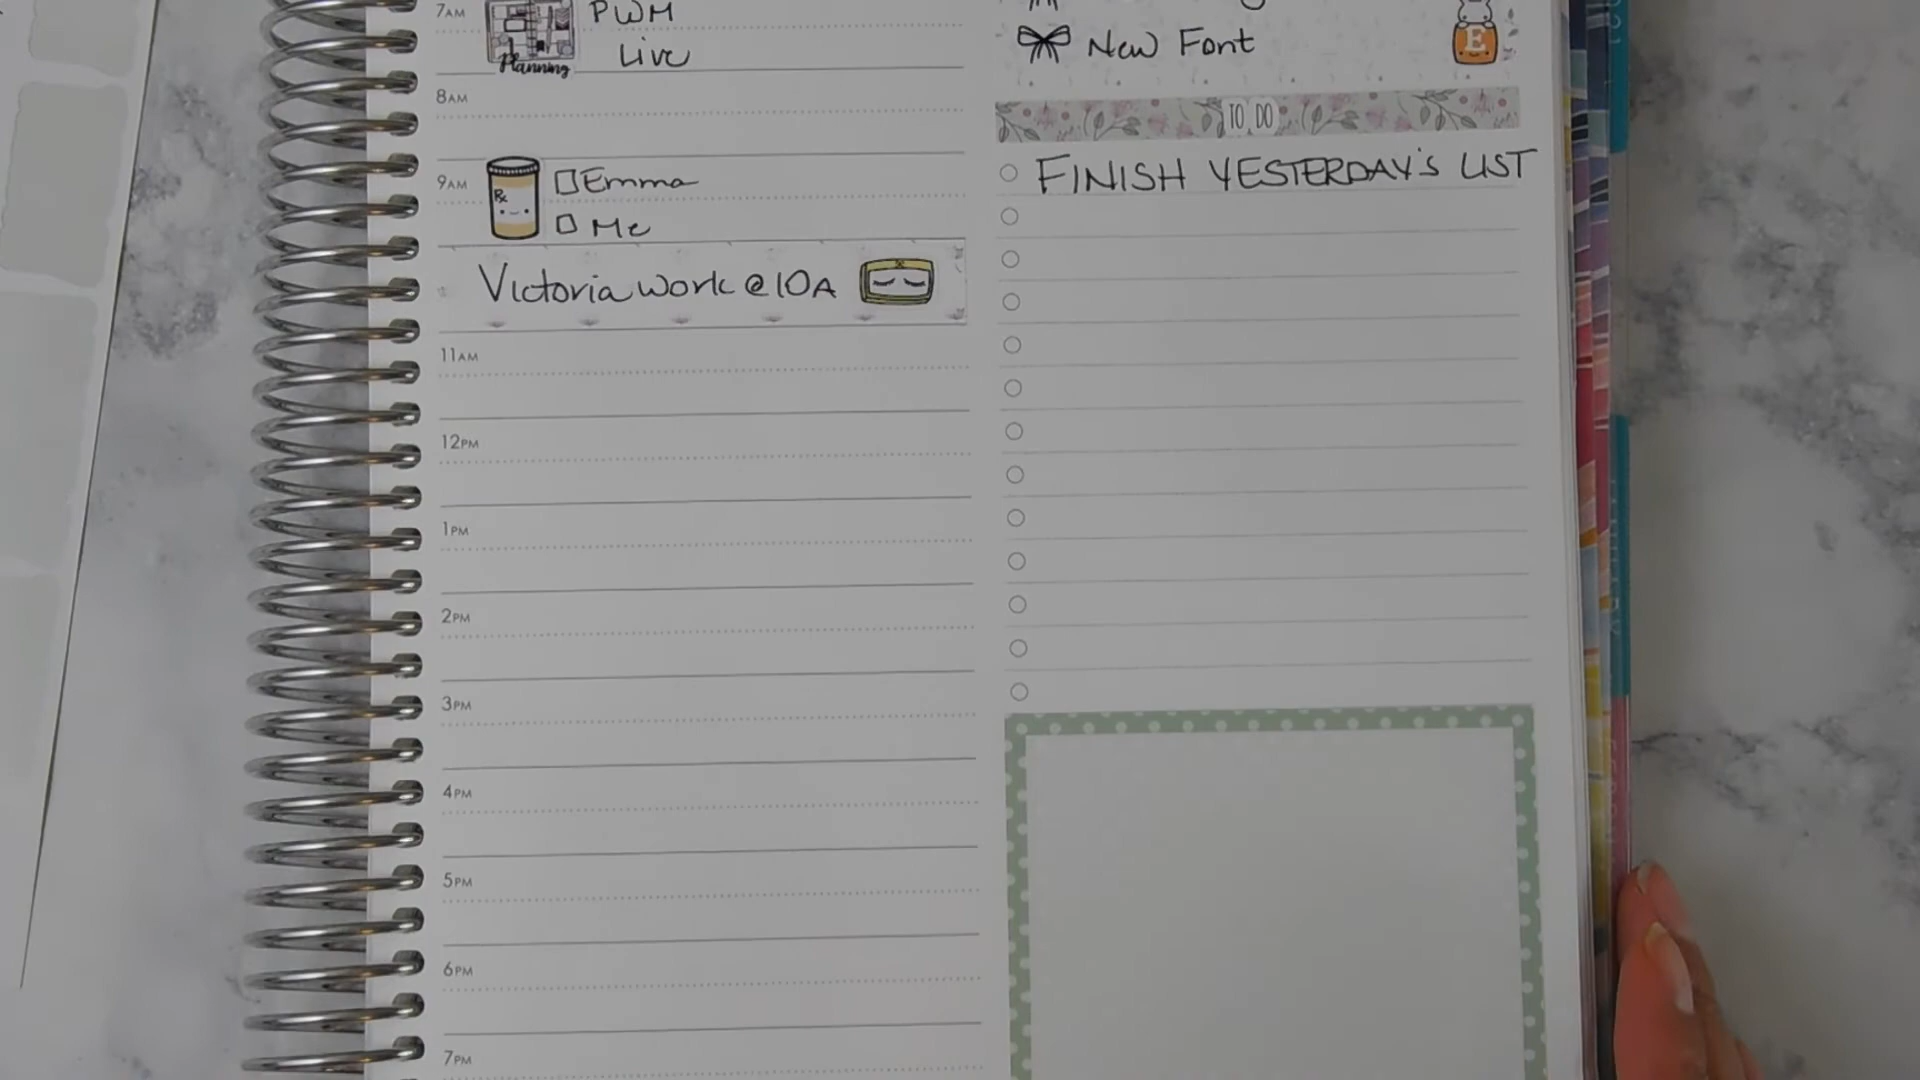 7AM PWM
Live
Planning
8AM
9AM Rx Emma
Me
Victoria Work @ 10A
11AM
12PM
1PM
2PM
3PM
4PM
5PM
6PM
7PM
New Font E
TO DO
FINISH YESTERDAY'S LIST